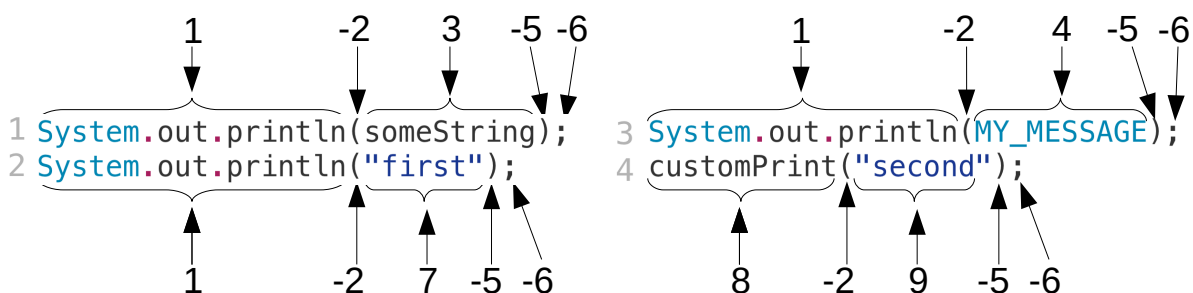 1 -2 3 -5 -6
1 System.out.println(someString);
2 System.out.println("first");
1 -2 7 -5 -6
1 -2 4 -5 -6
3 System.out.println(MY_MESSAGE);
4 customPrint("second");
8 -2 9 -5 -6